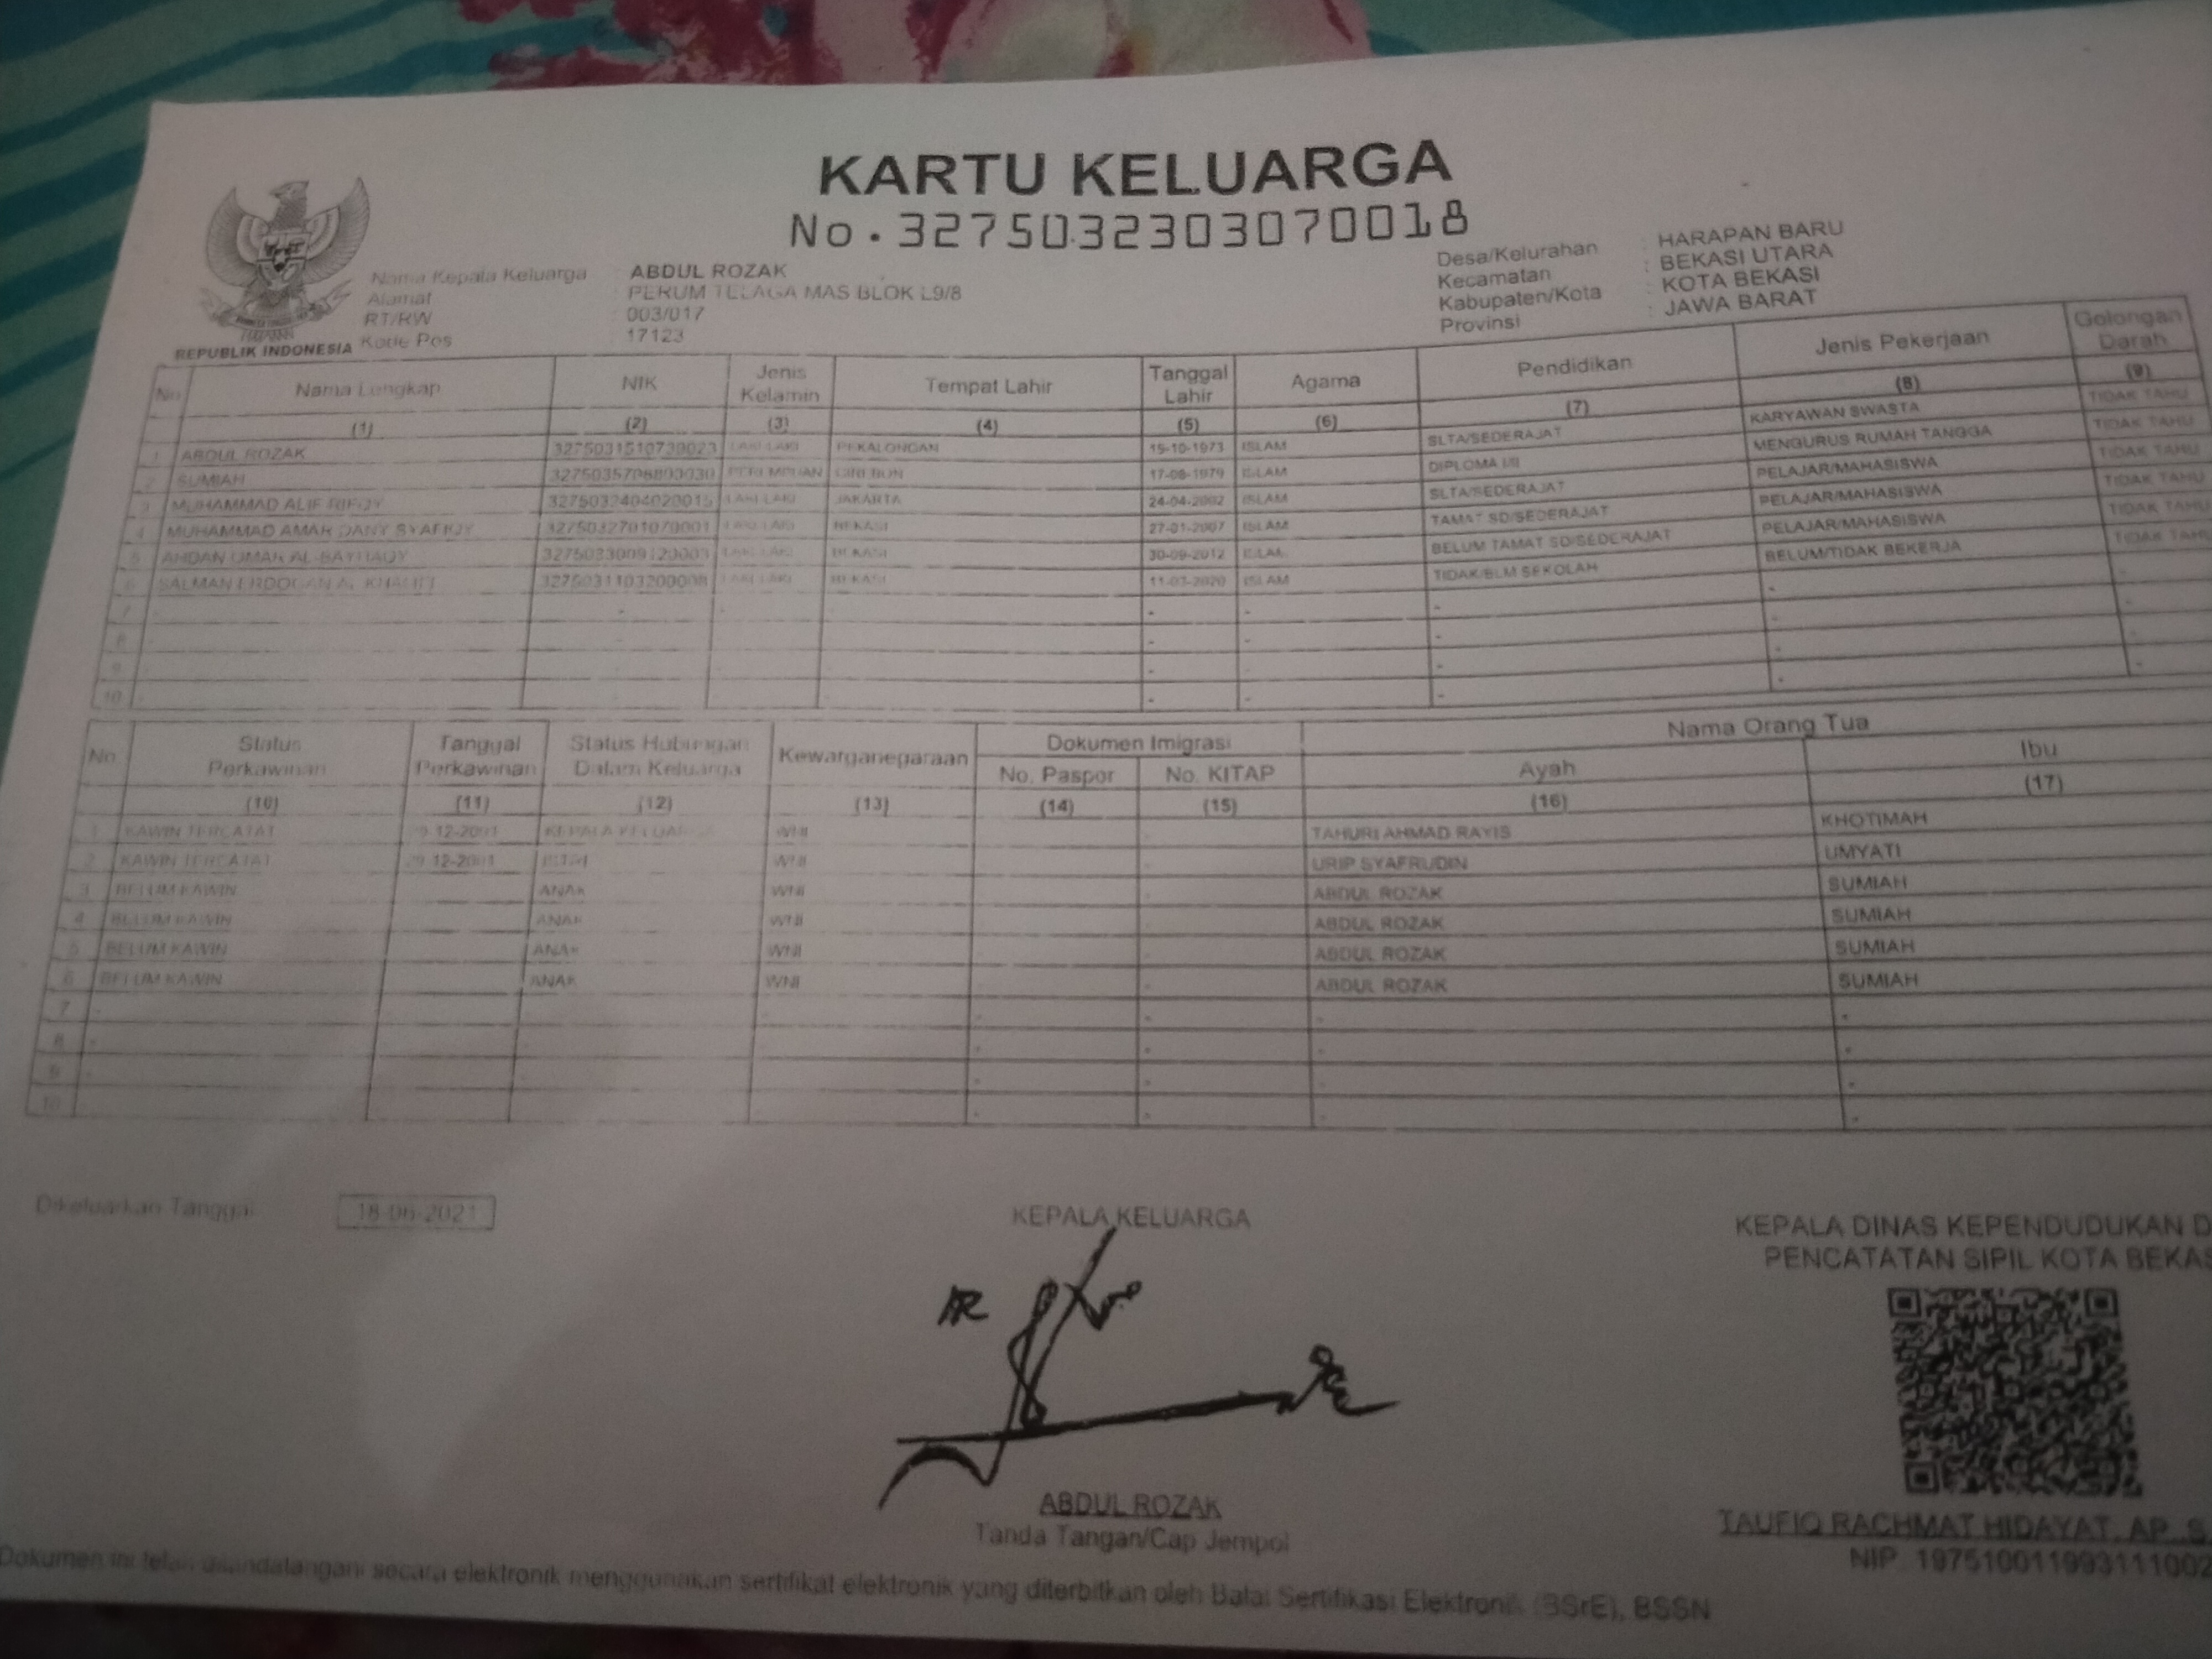 KARTU KELUARGA
No. 3275032303070018
REPUBLIK INDONESIA
Nama Kepala Keluarga : ABDUL ROZAK
Alamat : PERUM TELAGA MAS BLOK L9/8
RT/RW : 003/017
Kode Pos : 17123
Desa/Kelurahan : HARAPAN BARU
Kecamatan : BEKASI UTARA
Kabupaten/Kota : KOTA BEKASI
Provinsi : JAWA BARAT
No Nama Lengkap NIK Jenis Kelamin Tempat Lahir Tanggal Lahir Agama Pendidikan Jenis Pekerjaan Golongan Darah
(1) (2) (3) (4) (5) (6) (7) (8) (9)
1 ABDUL ROZAK 3275031510730023 LAKI-LAKI PEKALONGAN 15-10-1973 ISLAM SLTA/SEDERAJAT KARYAWAN SWASTA TIDAK TAHU
2 SUMIAH PEREMPUAN CIREBON 17-08-1979 ISLAM DIPLOMA I/II MENGURUS RUMAH TANGGA TIDAK TAHU
3 MUHAMMAD ALIF RIFQY 3275032404020015 LAKI-LAKI JAKARTA 24-04-2002 ISLAM SLTA/SEDERAJAT PELAJAR/MAHASISWA TIDAK TAHU
4 MUHAMMAD AMAR DANY SYAFIQY 3275032701070001 LAKI-LAKI BEKASI 27-01-2007 ISLAM TAMAT SD/SEDERAJAT PELAJAR/MAHASISWA TIDAK TAHU
5 UMAR AL-BAYHAQY LAKI-LAKI BEKASI 30-09-2012 ISLAM BELUM TAMAT SD/SEDERAJAT PELAJAR/MAHASISWA TIDAK TAHU
6 SALMAN ERDOGAN AL 3275031103200008 LAKI-LAKI BEKASI 11-03-2020 ISLAM TIDAK/BLM SEKOLAH BELUM/TIDAK BEKERJA TIDAK TAHU
7 - - - - - -
8 - - - - - -
9 - - - - - -
10 - - - - - -
No Status Perkawinan Tanggal Perkawinan Status Hubungan Dalam Keluarga Kewarganegaraan Dokumen Imigrasi Nama Orang Tua
No. Paspor No. KITAP Ayah Ibu
(10) (11) (12) (13) (14) (15) (16) (17)
1 KAWIN TERCATAT KEPALA KELUARGA WNI TAHURI AHMAD RAYIS KHOTIMAH
2 KAWIN TERCATAT ISTRI WNI URIP SYAFRUDIN UMYATI
3 BELUM KAWIN ANAK WNI ABDUL ROZAK SUMIAH
4 BELUM KAWIN ANAK WNI ABDUL ROZAK SUMIAH
5 BELUM KAWIN ANAK WNI ABDUL ROZAK SUMIAH
6 BELUM KAWIN ANAK WNI ABDUL ROZAK SUMIAH
7 - - - - -
8 - - - - -
9 - - - - -
10 - - - -
Dikeluarkan Tanggal 18-06-2021
KEPALA KELUARGA
AR
ABDUL ROZAK
Tanda Tangan/Cap Jempol
KEPALA DINAS KEPENDUDUKAN D
PENCATATAN SIPIL KOTA BEKAS
TAUFIQ RACHMAT HIDAYAT, AP., S.
NIP. 197510011993111002
Dokumen ini telah ditandatangani secara elektronik menggunakan sertifikat elektronik yang diterbitkan oleh Balai Sertifikasi Elektronik (BSrE), BSSN